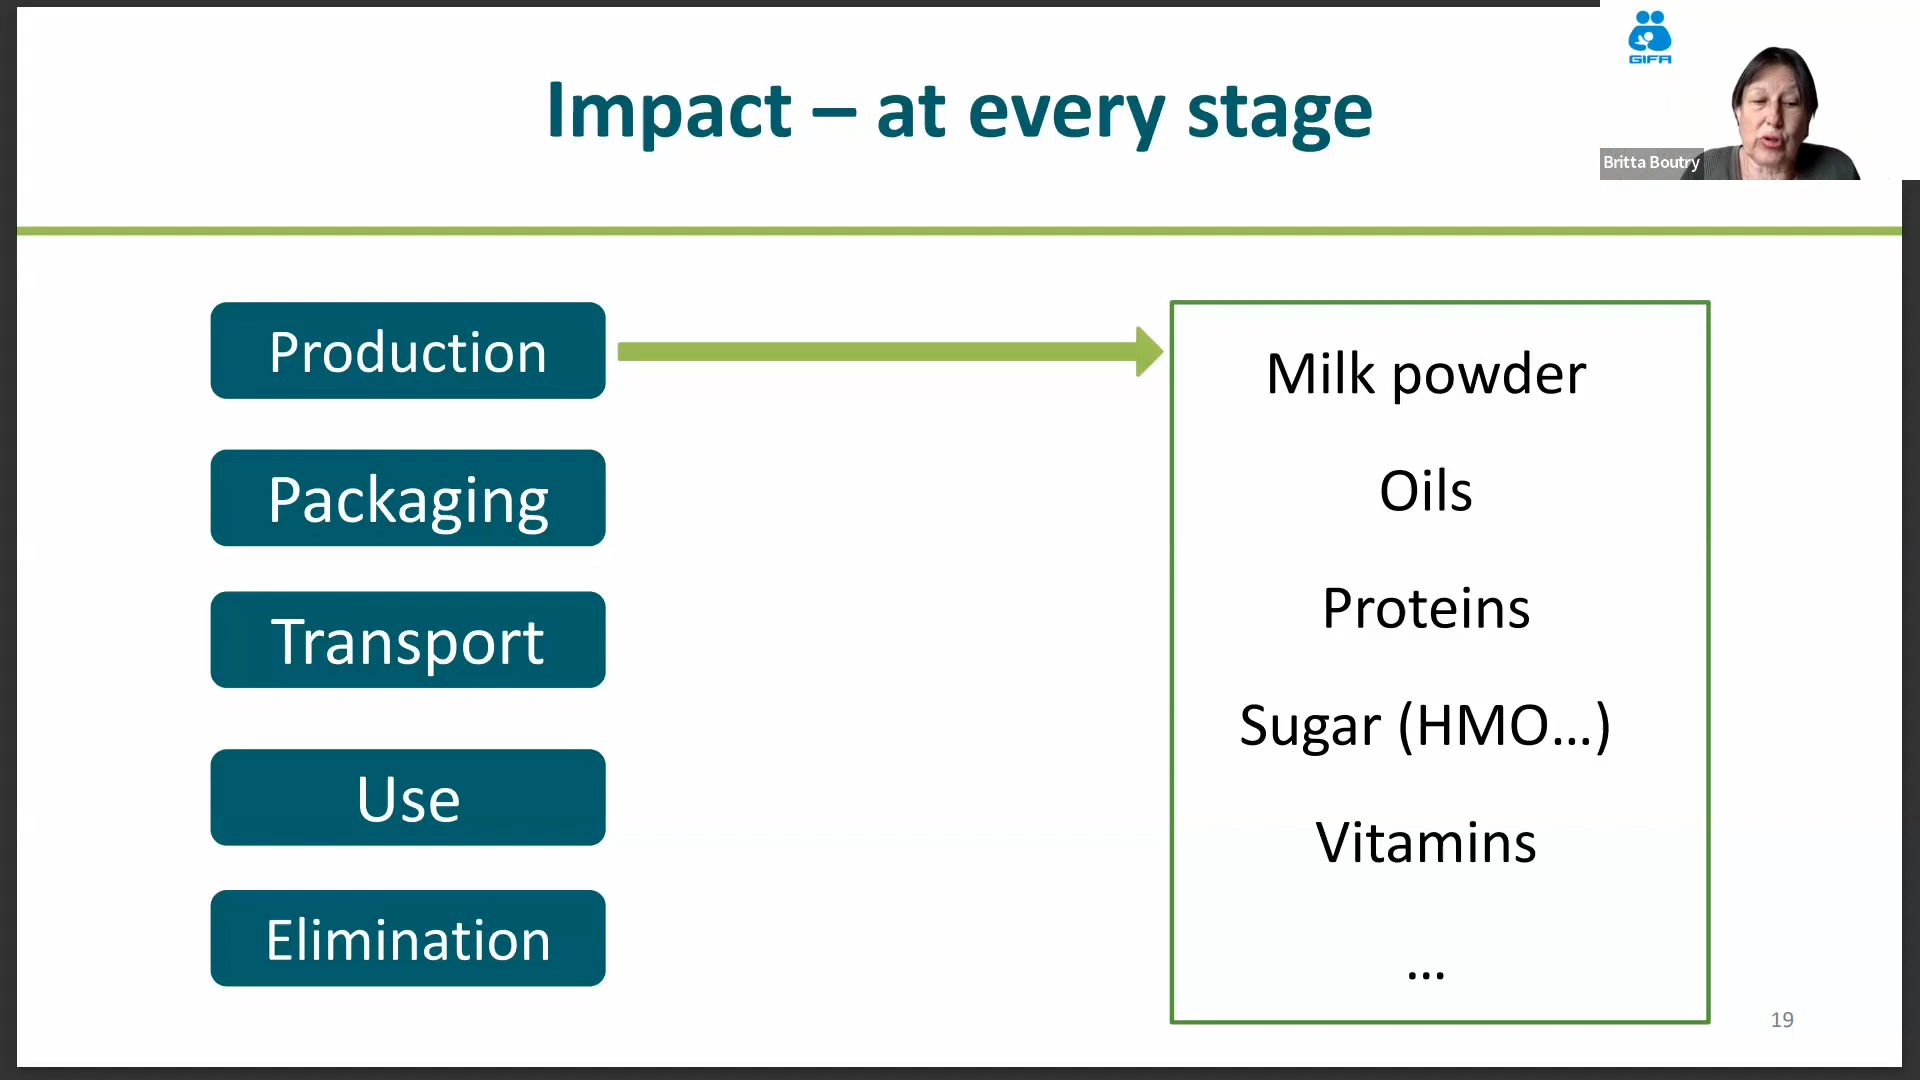 Impact – at every stage
GIFA
Britta Boutry
Production
Packaging
Transport
Use
Elimination
Milk powder
Oils
Proteins
Sugar (HMO...)
Vitamins
...
19